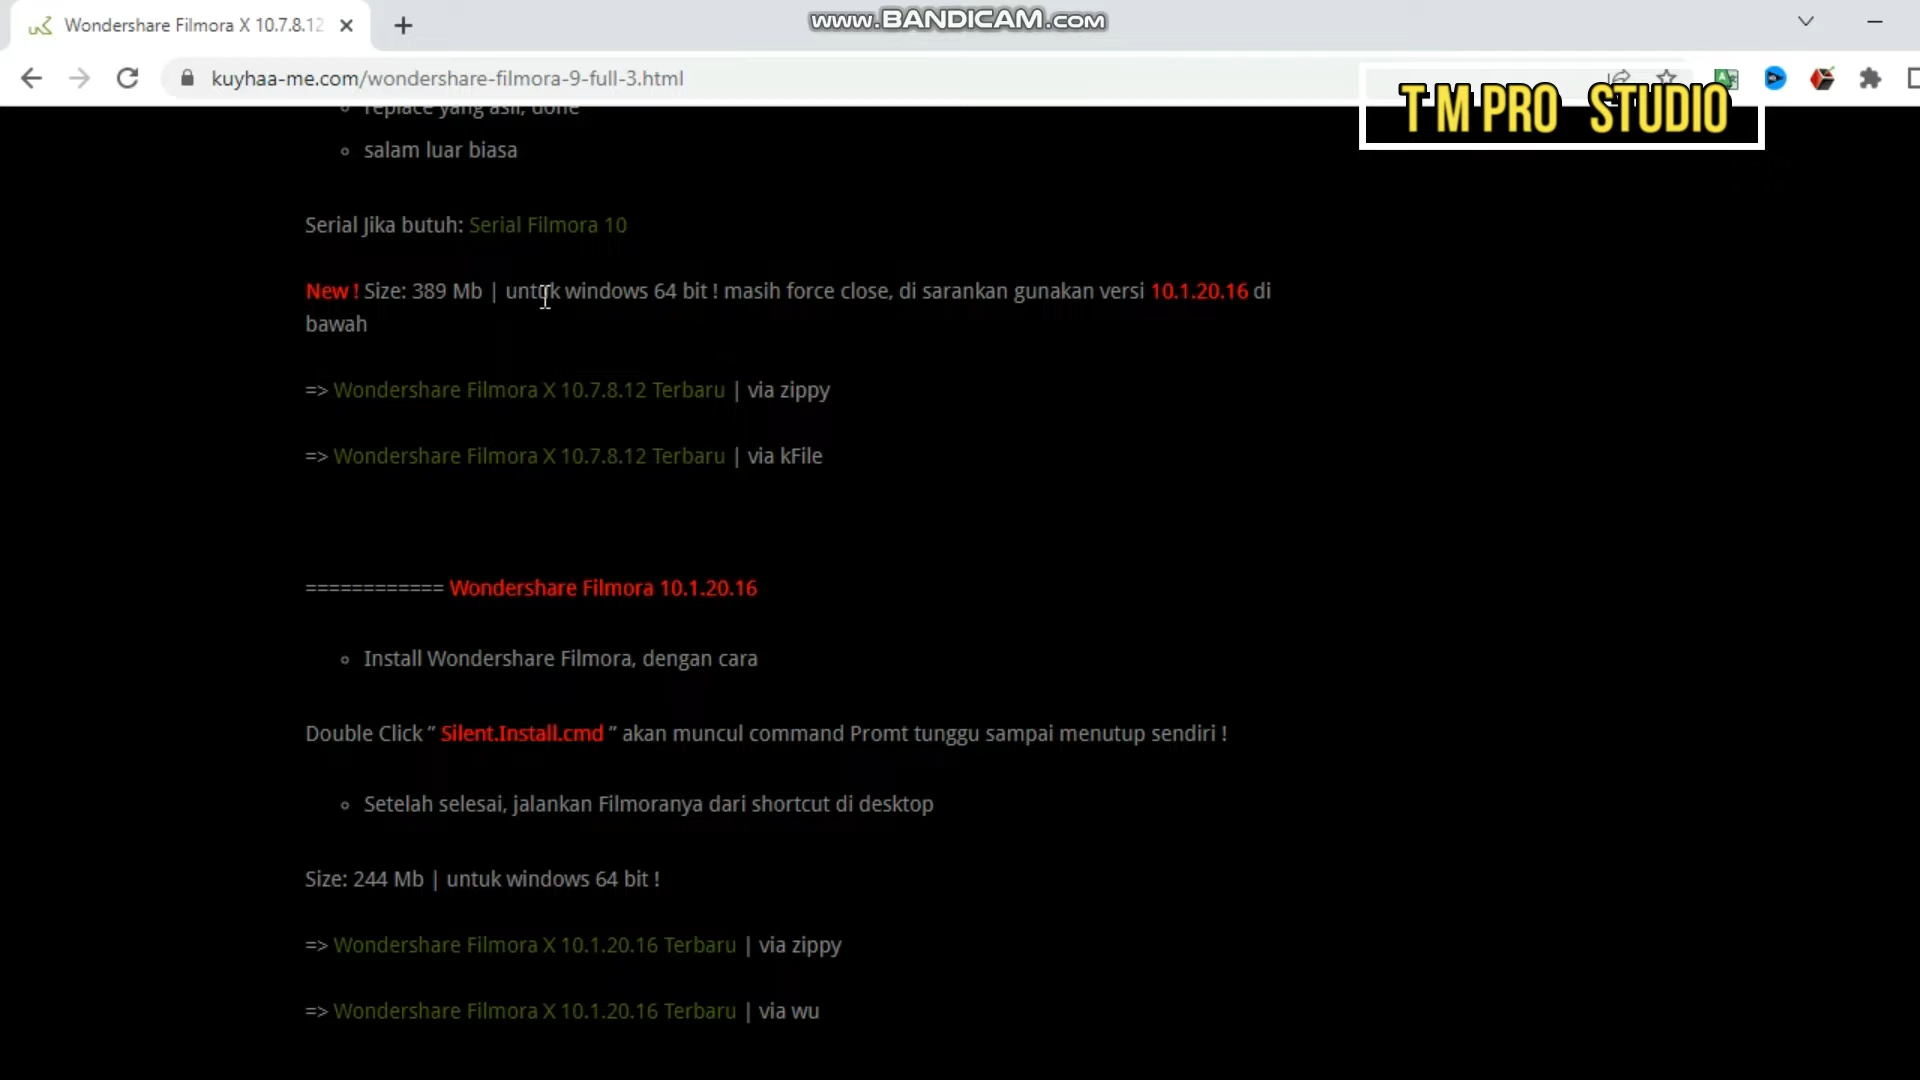 Wondershare Filmora X 10.7.8.12
www.BANDICAM.com
kuyhaa-me.com/wondershare-filmora-9-full-3.html
T M PRO STUDIO
replace yang asli, done
salam luar biasa
Serial Jika butuh: Serial Filmora 10
New ! Size: 389 Mb | untuk windows 64 bit ! masih force close, di sarankan gunakan versi 10.1.20.16 di
bawah
=> Wondershare Filmora X 10.7.8.12 Terbaru | via zippy
=> Wondershare Filmora X 10.7.8.12 Terbaru | via kFile
============ Wondershare Filmora 10.1.20.16
Install Wondershare Filmora, dengan cara
Double Click ” Silent.Install.cmd ” akan muncul command Promt tunggu sampai menutup sendiri !
Setelah selesai, jalankan Filmoranya dari shortcut di desktop
Size: 244 Mb | untuk windows 64 bit !
=> Wondershare Filmora X 10.1.20.16 Terbaru | via zippy
=> Wondershare Filmora X 10.1.20.16 Terbaru | via wu